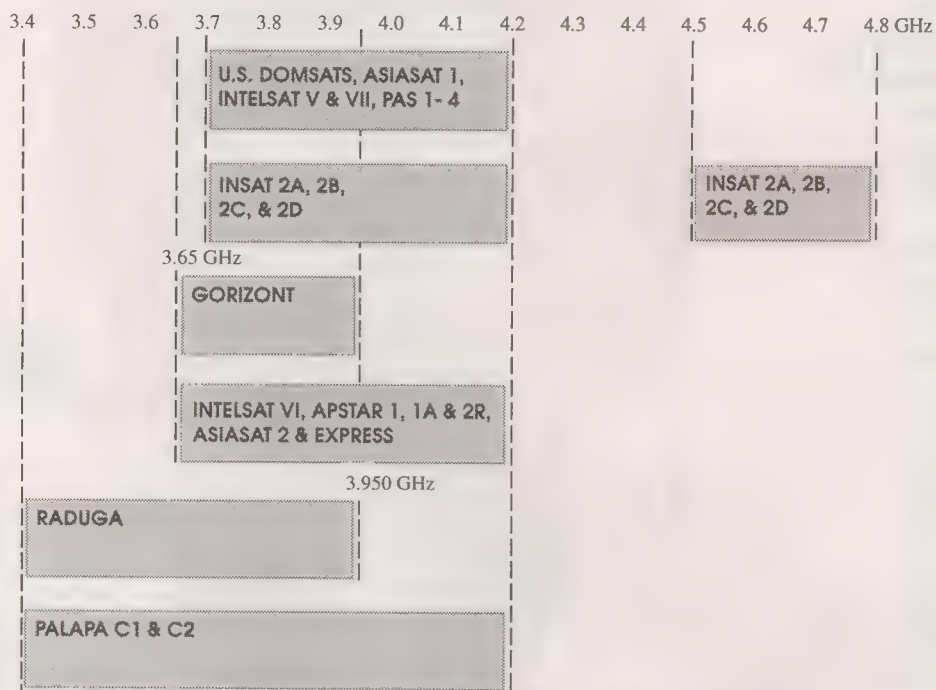 3.4 3.5 3.6 3.7 3.8 3.9 4.0 4.1 4.2 4.3 4.4 4.5 4.6 4.7 4.8 GHz
U.S. DOMSATS, ASIASAT 1,
INTELSAT V & VII, PAS 1- 4
INSAT 2A, 2B,
2C, & 2D
INSAT 2A, 2B,
2C, & 2D
3.65 GHz
GORIZONT
INTELSAT VI, APSTAR 1, 1A & 2R,
ASIASAT 2 & EXPRESS
3.950 GHz
RADUGA
PALAPA C1 & C2